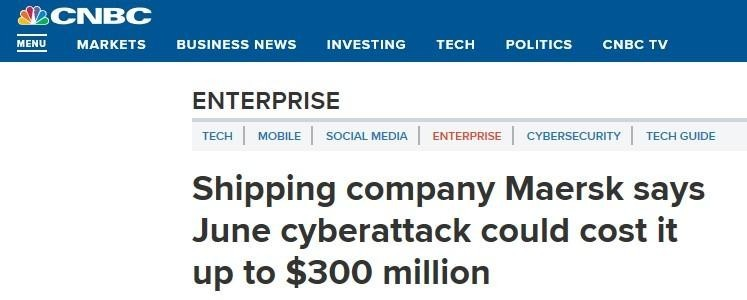 CNBC
MENU MARKETS BUSINESS NEWS INVESTING TECH POLITICS CNBC TV
ENTERPRISE
TECH MOBILE SOCIAL MEDIA ENTERPRISE CYBERSECURITY TECH GUIDE
Shipping company Maersk says
June cyberattack could cost it
up to $300 million